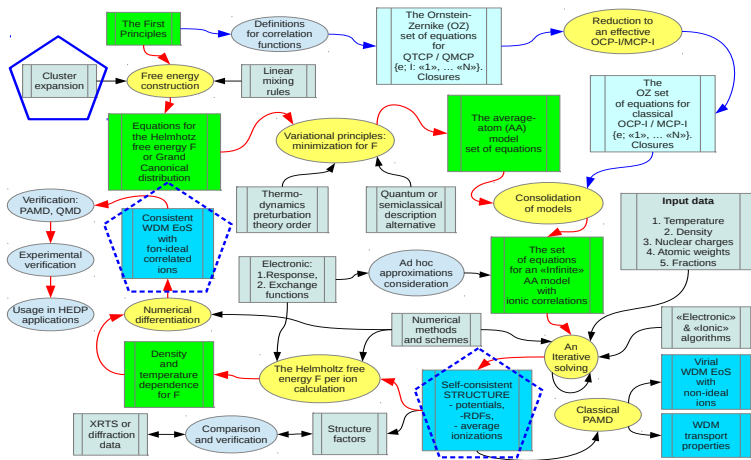 The First
Principles
Definitions
for correlation
functions
The Ornstein-
Zernike (OZ)
set of equations
for
QTCP / QMCP
{e; I: «1», … «N»}.
Closures
Reduction to
an effective
OCP-I/MCP-I
Cluster
expansion
Free energy
construction
Linear
mixing
rules
The
OZ set
of equations for
classical
OCP-I / MCP-I
{e; «1», … «N»}.
Closures
Equations for
the Helmhotz
free energy F
or Grand
Canonical
distribution
Variational principles:
minimization for F
The average-
atom (AA)
model
set of equations
Verification:
PAMD, QMD
Consistent
WDM EoS
with
fon-ideal
correlated
ions
Thermo-
dynamics
preturbation
theory order
Quantum or
semiclassical
description
alternative
Consolidation
of models
Input data
1. Temperature
2. Density
3. Nuclear charges
4. Atomic weights
5. Fractions
Experimental
verification
Electronic:
1.Response,
2. Exchange
functions
Ad hoc
approximations
consideration
The set
of equations
for an «Infinite»
AA model
with
ionic correlations
Usage in HEDP
applications
Numerical
differentiation
Numerical
methods
and schemes
«Electronic»
& «Ionic»
algorithms
An
Iterative
solving
Density
and
temperature
dependence
for F
The Helmholtz free
energy F per ion
calculation
Self-consistent
STRUCTURE
- potentials,
-RDFs,
- average
ionizations
Classical
PAMD
Virial
WDM EoS
with
non-ideal
ions
XRTS or
diffraction
data
Comparison
and verification
Structure
factors
WDM
transport
properties